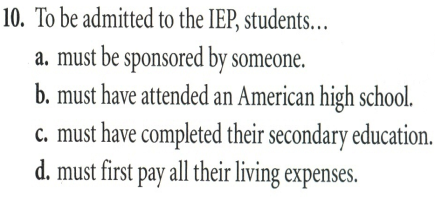 10. To be admitted to the IEP, students...
a. must be sponsored by someone.
b. must have attended an American high school.
c. must have completed their secondary education.
d. must first pay all their living expenses.